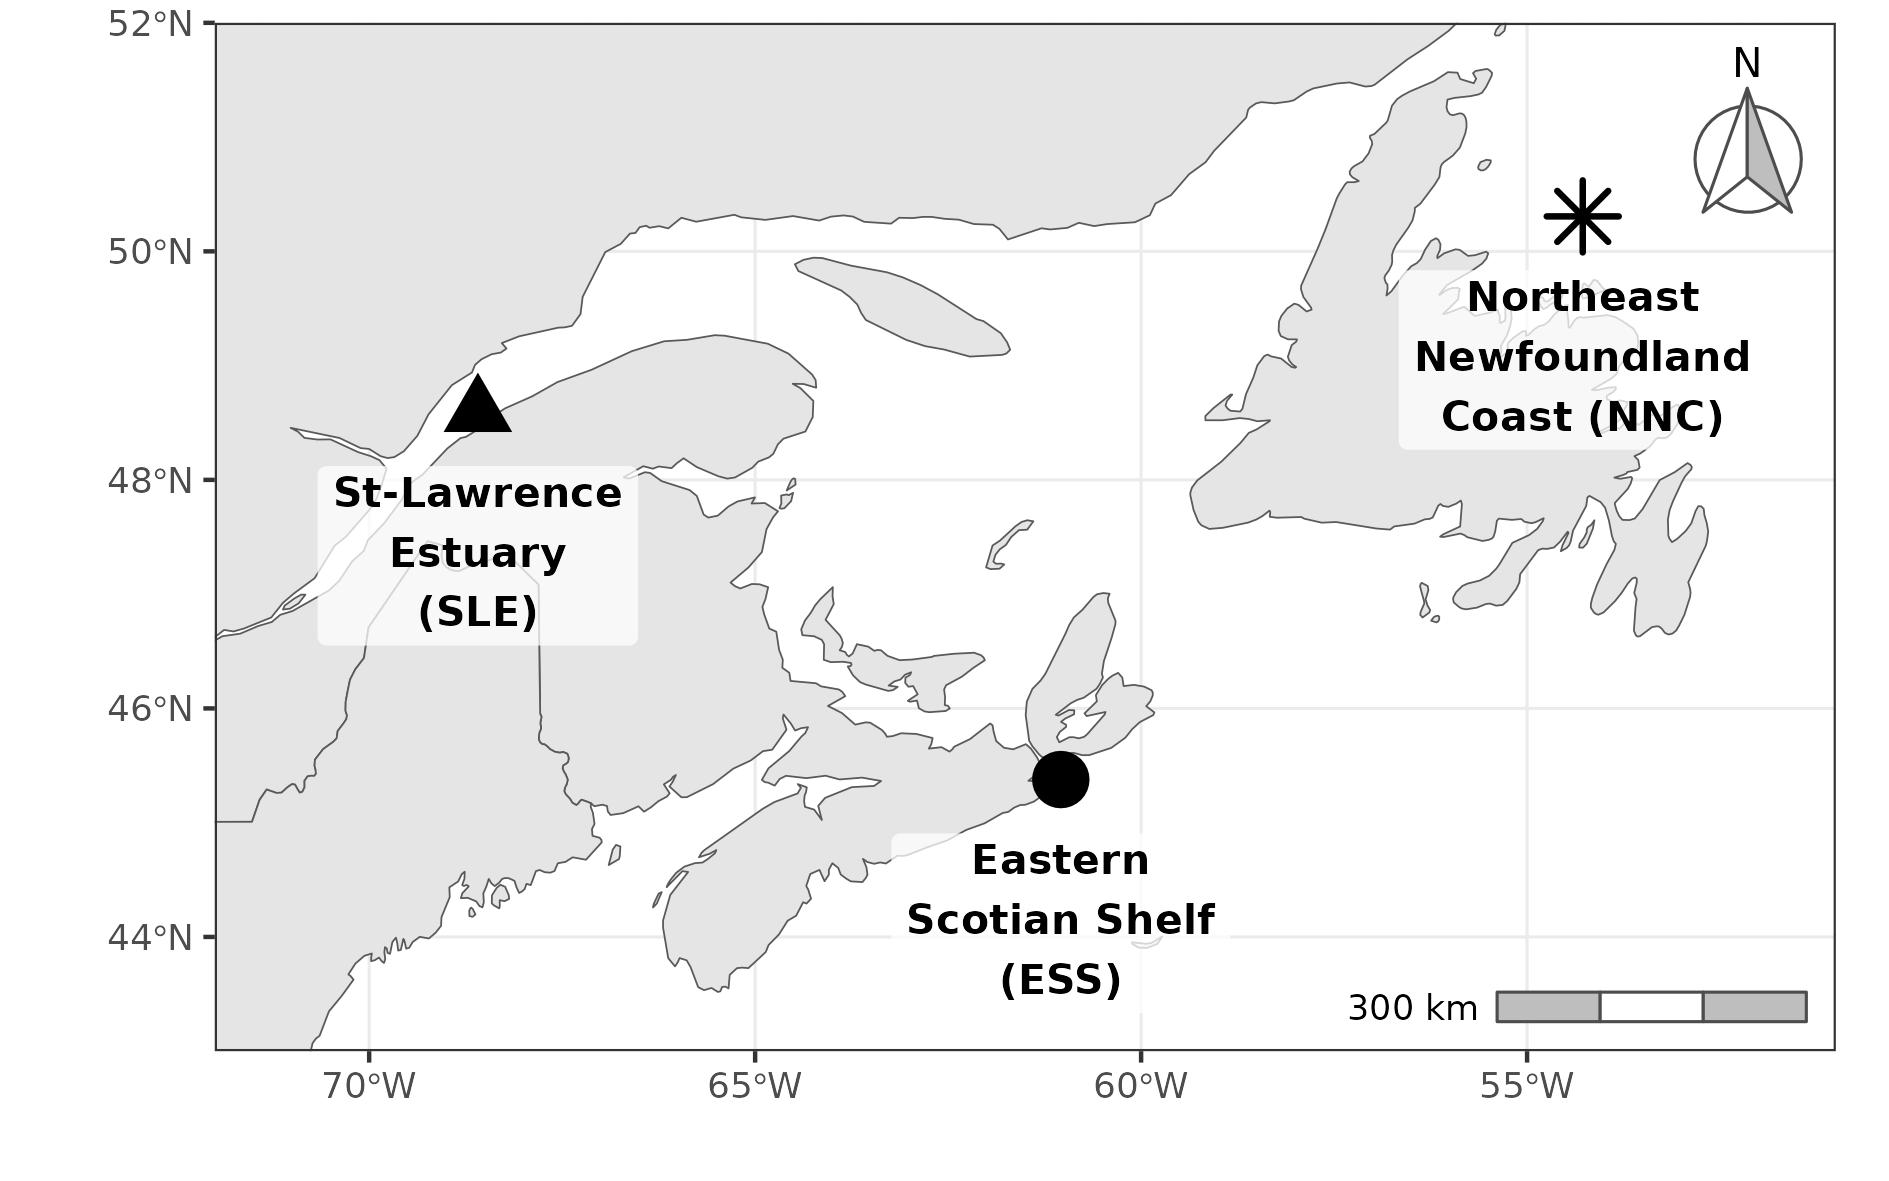 52°N
50°N
48°N
46°N
44°N
N
Northeast
Newfoundland
Coast (NNC)
St-Lawrence
Estuary
(SLE)
Eastern
Scotian Shelf
(ESS)
300 km
70°W
65°W
60°W
55°W